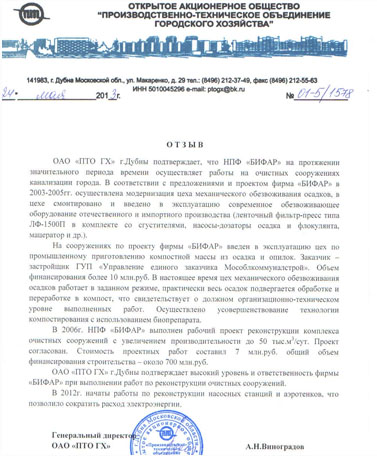 ОТКРЫТОЕ АКЦИОНЕРНОЕ ОБЩЕСТВО
"ПРОИЗВОДСТВЕННО-ТЕХНИЧЕСКОЕ ОБЪЕДИНЕНИЕ
ГОРОДСКОГО ХОЗЯЙСТВА"
141983, г. Дубна Московской обл., ул. Макаренко, д. 29 тел.: (8496) 212-37-49, факс (8496) 212-55-63
ИНН 5010045296 e-mail: ptogx@bk.ru
24 мая 2013г. № 01-5/1578
ОТЗЫВ
ОАО «ПТО ГХ» г.Дубны подтверждает, что НПФ «БИФАР» на протяжении
значительного периода времени осуществляет работы на очистных сооружениях
канализации города. В соответствии с предложениями и проектом фирма «БИФАР» в
2003-2005гг. осуществлена модернизация цеха механического обезвоживания осадков, в
цехе смонтировано и введено в эксплуатацию современное обезвоживающее
оборудование отечественного и импортного производства (ленточный фильтр-пресс типа
ЛФ-1500П в комплекте со сгустителями, насосы-дозаторы осадка и флокулянта,
мацератор и др.).
На сооружениях по проекту фирмы «БИФАР» введен в эксплуатацию цех по
промышленному приготовлению компостной массы из осадка и опилок. Заказчик –
застройщик ГУП «Управление единого заказчика Мособлкоммуналстрой». Объем
финансирования более 10 млн.руб. В настоящее время цех механического обезвоживания
осадков работает в заданном режиме, практически весь осадок подвергается обработке и
переработке в компост, что свидетельствует о должном организационно-техническом
уровне выполнения работ. Осуществлено усовершенствование технологии
компостирования с использованием биопрепарата.
В 2006г. НПФ «БИФАР» выполнен рабочий проект реконструкции комплекса
очистных сооружений с увеличением производительности до 50 тыс.м³/сут. Проект
согласован. Стоимость проектных работ составил 7 млн.руб. общий объем
финансирования строительства – около 700 млн.руб.
ОАО «ПТО ГХ» г.Дубны подтверждает высокий уровень и ответственность фирмы
«БИФАР» при выполнении работ по реконструкции очистных сооружений.
В 2012г. начаты работы по реконструкции насосных станций и аэротенков, что
позволило сократить расход электроэнергии.
Генеральный директор
ОАО «ПТО ГХ» А.Н.Виноградов